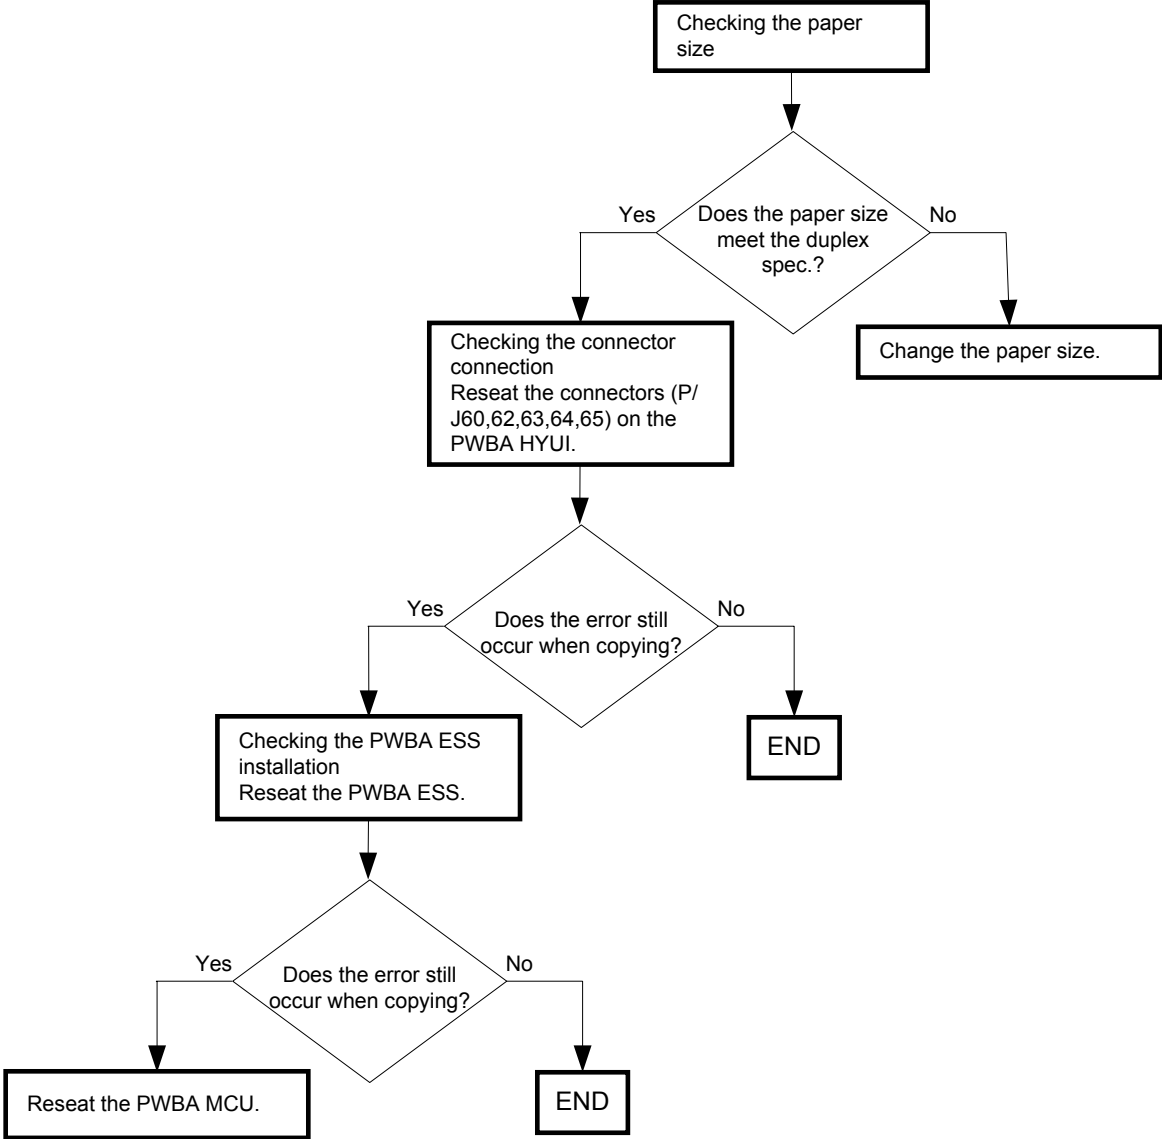 Checking the paper
size
Yes
Does the paper size
meet the duplex
spec.?
No
Checking the connector
connection
Reseat the connectors (P/
J60,62,63,64,65) on the
PWBA HYUI.
Change the paper size.
Yes
Does the error still
occur when copying?
No
Checking the PWBA ESS
installation
Reseat the PWBA ESS.
END
Yes
Does the error still
occur when copying?
No
Reseat the PWBA MCU.
END